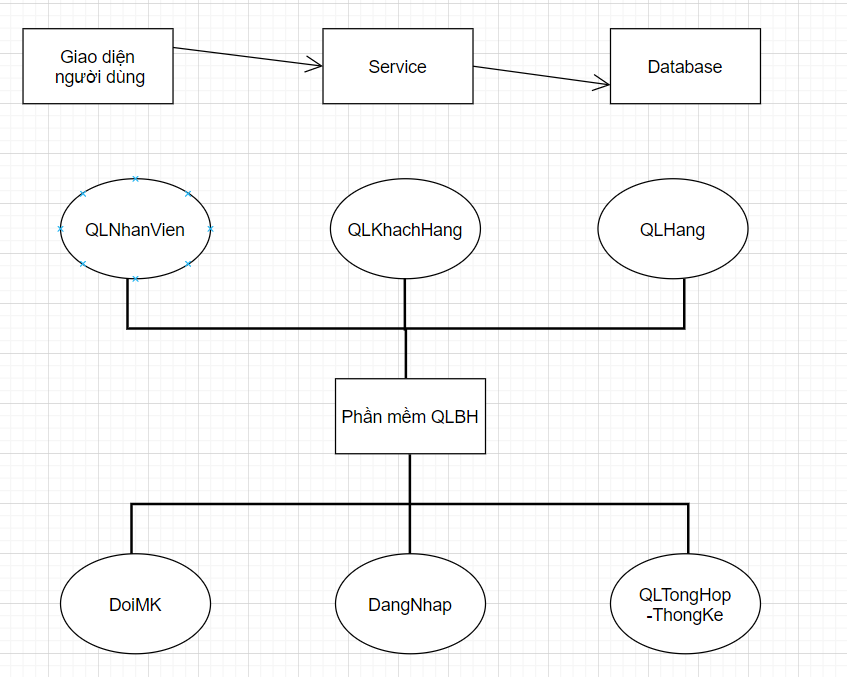 Giao diện
người dùng
Service
Database
QLNhanVien
QLKhachHang
QLHang
Phần mềm QLBH
DoiMK
DangNhap
QLTongHop
-ThongKe